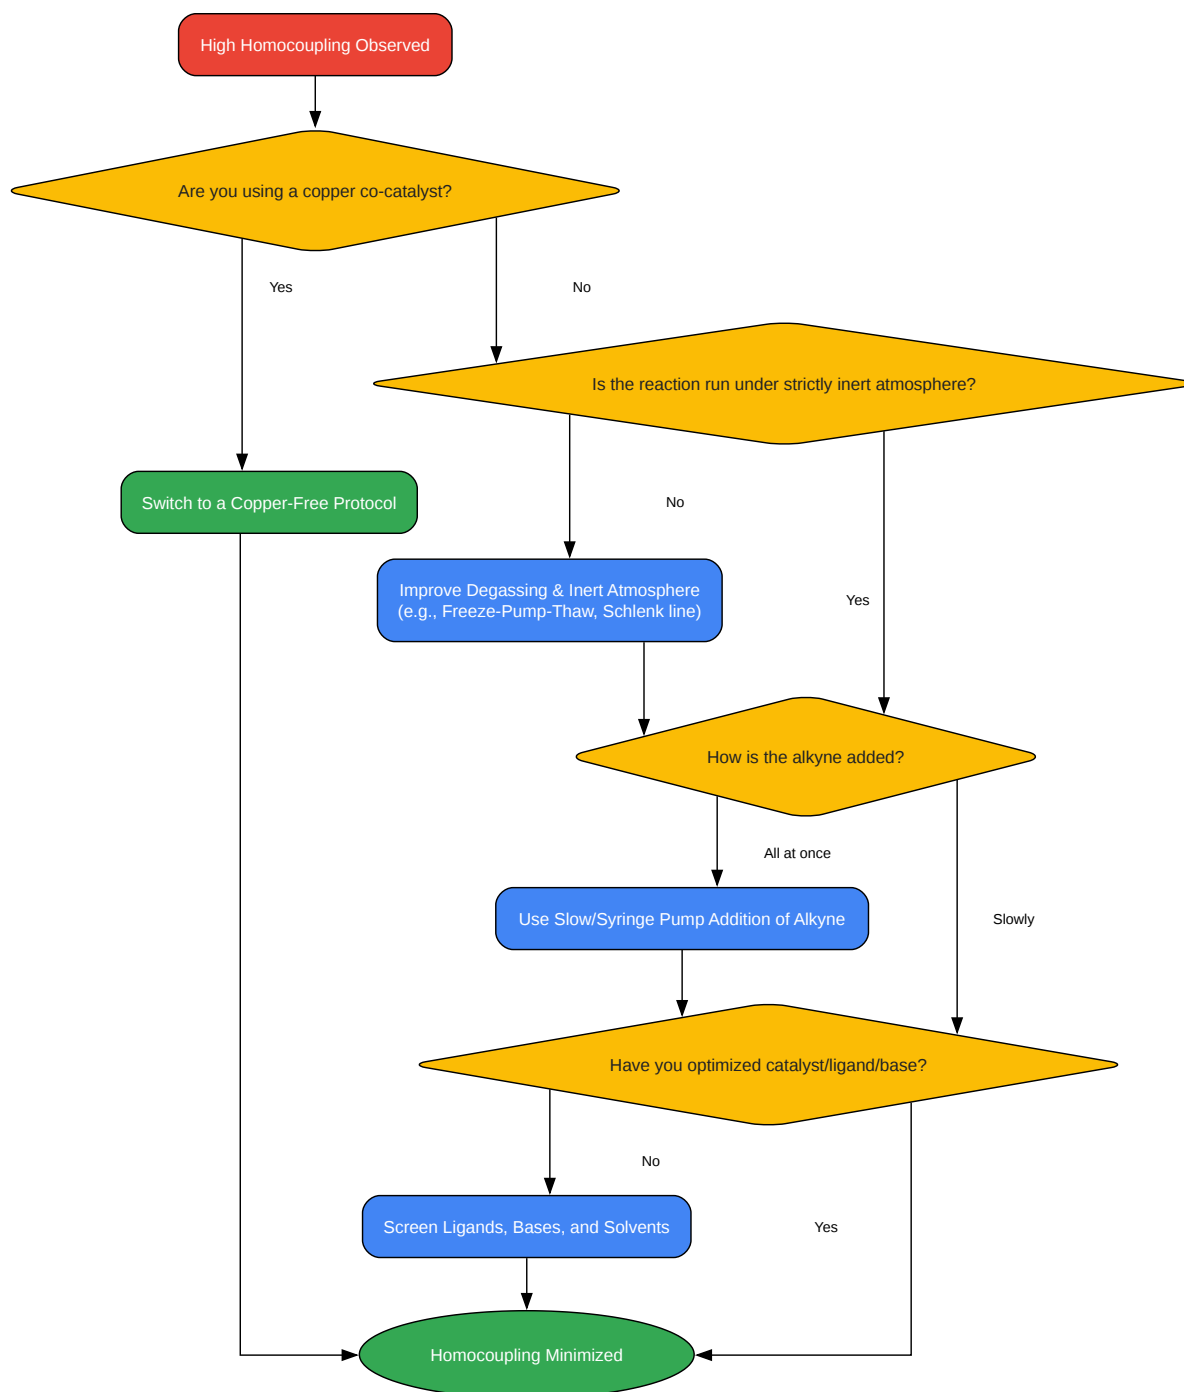 High Homocoupling Observed
Are you using a copper co-catalyst?
Yes
No
Is the reaction run under strictly inert atmosphere?
Switch to a Copper-Free Protocol
No
Improve Degassing & Inert Atmosphere
(e.g., Freeze-Pump-Thaw, Schlenk line)
Yes
How is the alkyne added?
All at once
Use Slow/Syringe Pump Addition of Alkyne
Slowly
Have you optimized catalyst/ligand/base?
No
Screen Ligands, Bases, and Solvents
Yes
Homocoupling Minimized